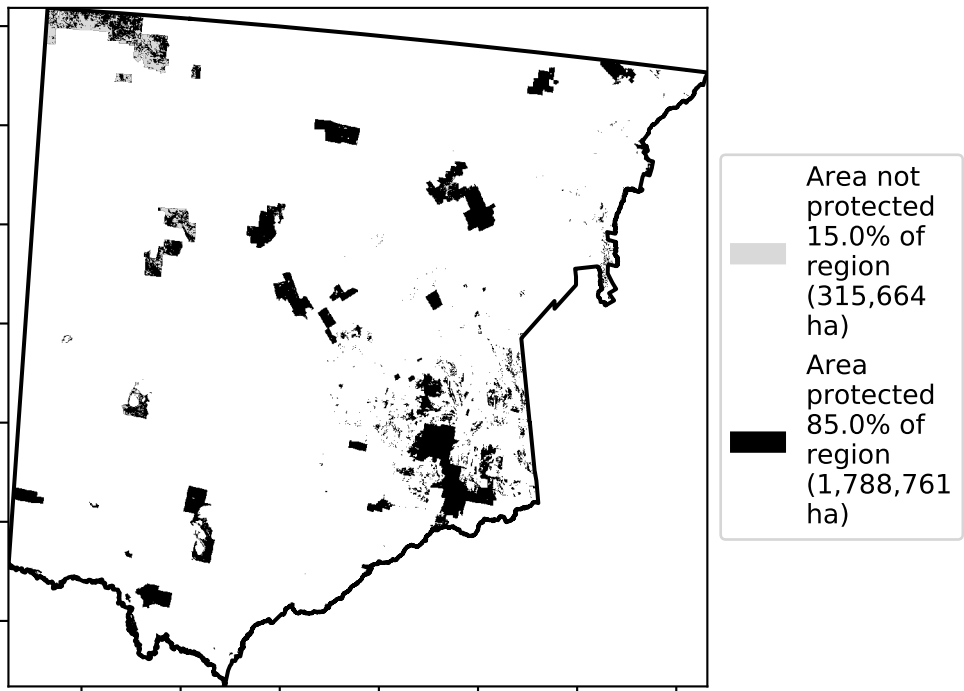 Area not
protected
15.0% of
region
(315,664
ha)
Area
protected
85.0% of
region
(1,788,761
ha)